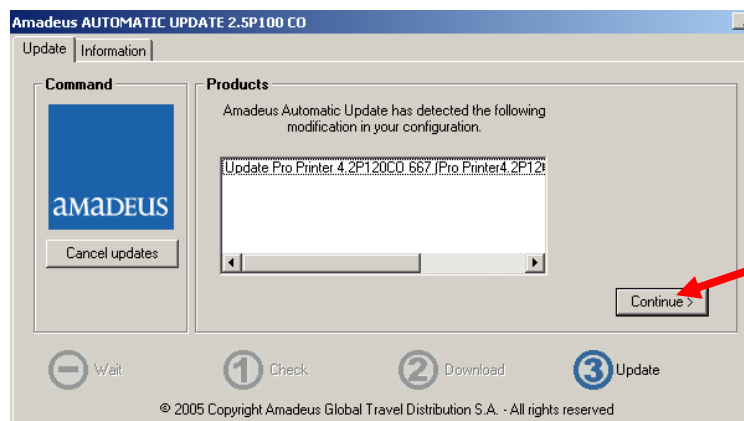 Amadeus AUTOMATIC UPDATE 2.5P100 CO
Update Information
Command
Products
Amadeus Automatic Update has detected the following
modification in your configuration.
Update Pro Printer 4.2P120CO 667 (Pro Printer4.2P12
amadeus
Cancel updates
Continue >
Wait 1 Check 2 Download 3 Update
© 2005 Copyright Amadeus Global Travel Distribution S.A. - All rights reserved